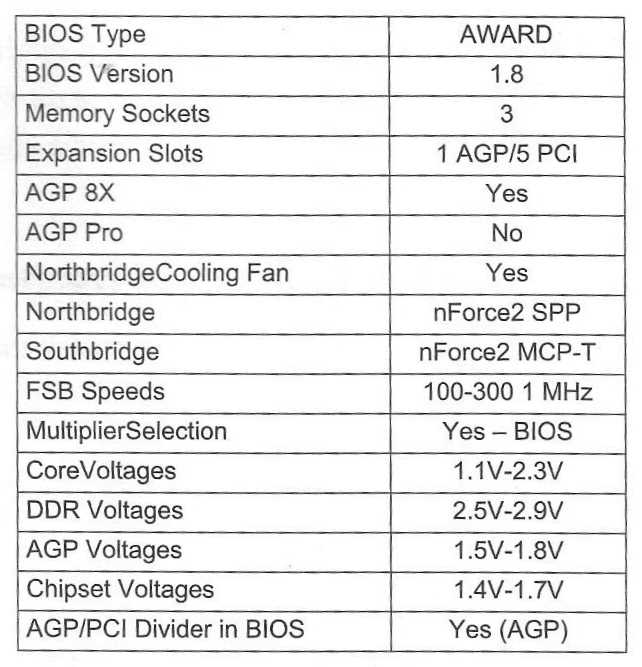 BIOS Type AWARD
BIOS Version 1.8
Memory Sockets 3
Expansion Slots 1 AGP/5 PCI
AGP 8X Yes
AGP Pro No
NorthbridgeCooling Fan Yes
Northbridge nForce2 SPP
Southbridge nForce2 MCP-T
FSB Speeds 100-300 1 MHz
MultiplierSelection Yes – BIOS
CoreVoltages 1.1V-2.3V
DDR Voltages 2.5V-2.9V
AGP Voltages 1.5V-1.8V
Chipset Voltages 1.4V-1.7V
AGP/PCI Divider in BIOS Yes (AGP)